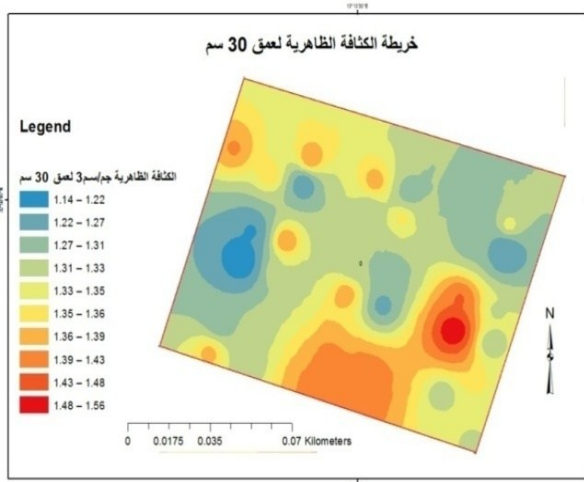 خريطة الكثافة الظاهرية لعمق 30 سم
Legend
الكثافة الظاهرية جم/سم3 لعمق 30 سم
1.14 – 1.22
1.22 – 1.27
1.27 – 1.31
1.31 – 1.33
1.33 – 1.35
1.35 – 1.36
1.36 – 1.39
1.39 – 1.43
1.43 – 1.48
1.48 – 1.56
N
0 0.0175 0.035 0.07 Kilometers